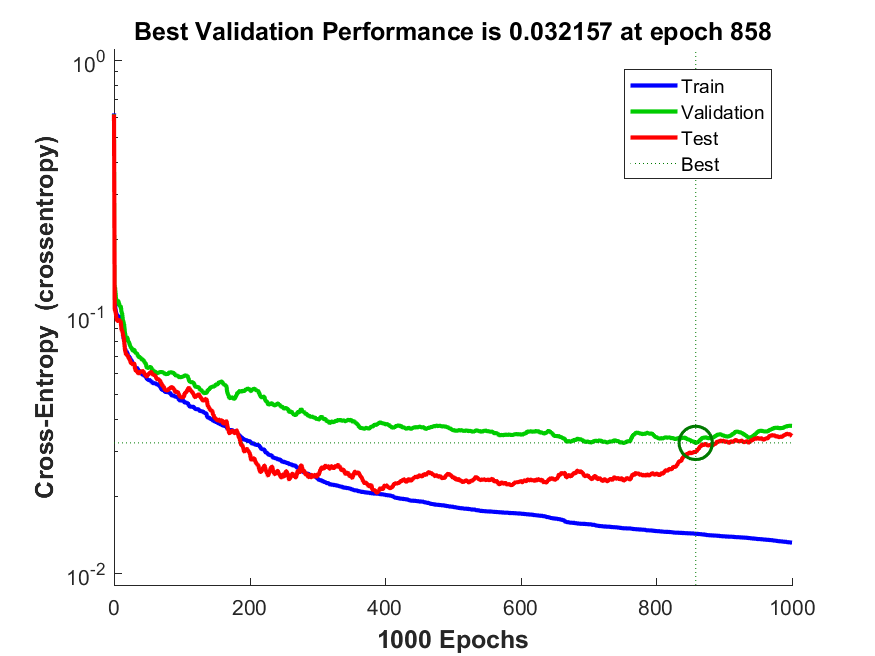 Best Validation Performance is 0.032157 at epoch 858
Cross-Entropy (crossentropy)
10^0
10^-1
10^-2
Train
Validation
Test
Best
0 200 400 600 800 1000
1000 Epochs